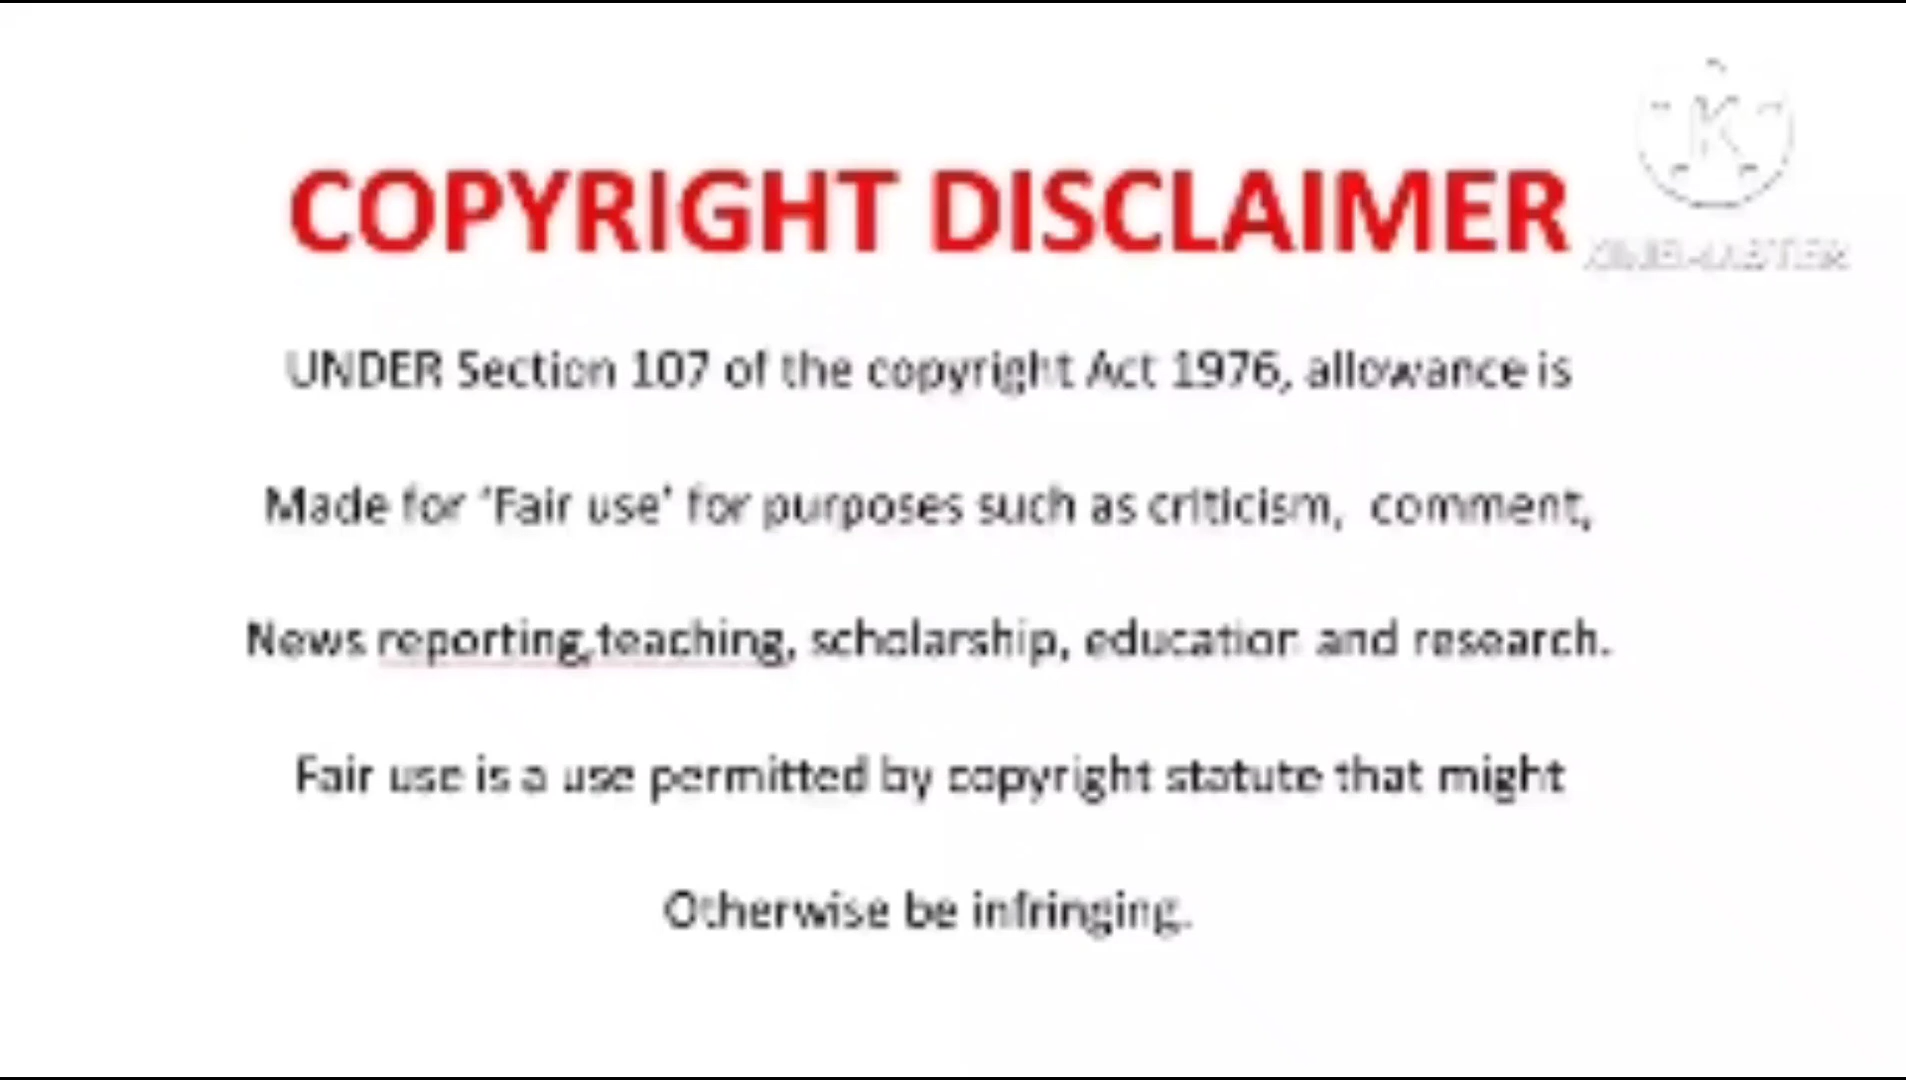 COPYRIGHT DISCLAIMER
KINEMASTER
UNDER Section 107 of the copyright Act 1976, allowance is
Made for ‘Fair use’ for purposes such as criticism,  comment,
News reporting,teaching, scholarship, education and research.
Fair use is a use permitted by copyright statute that might
Otherwise be infringing.